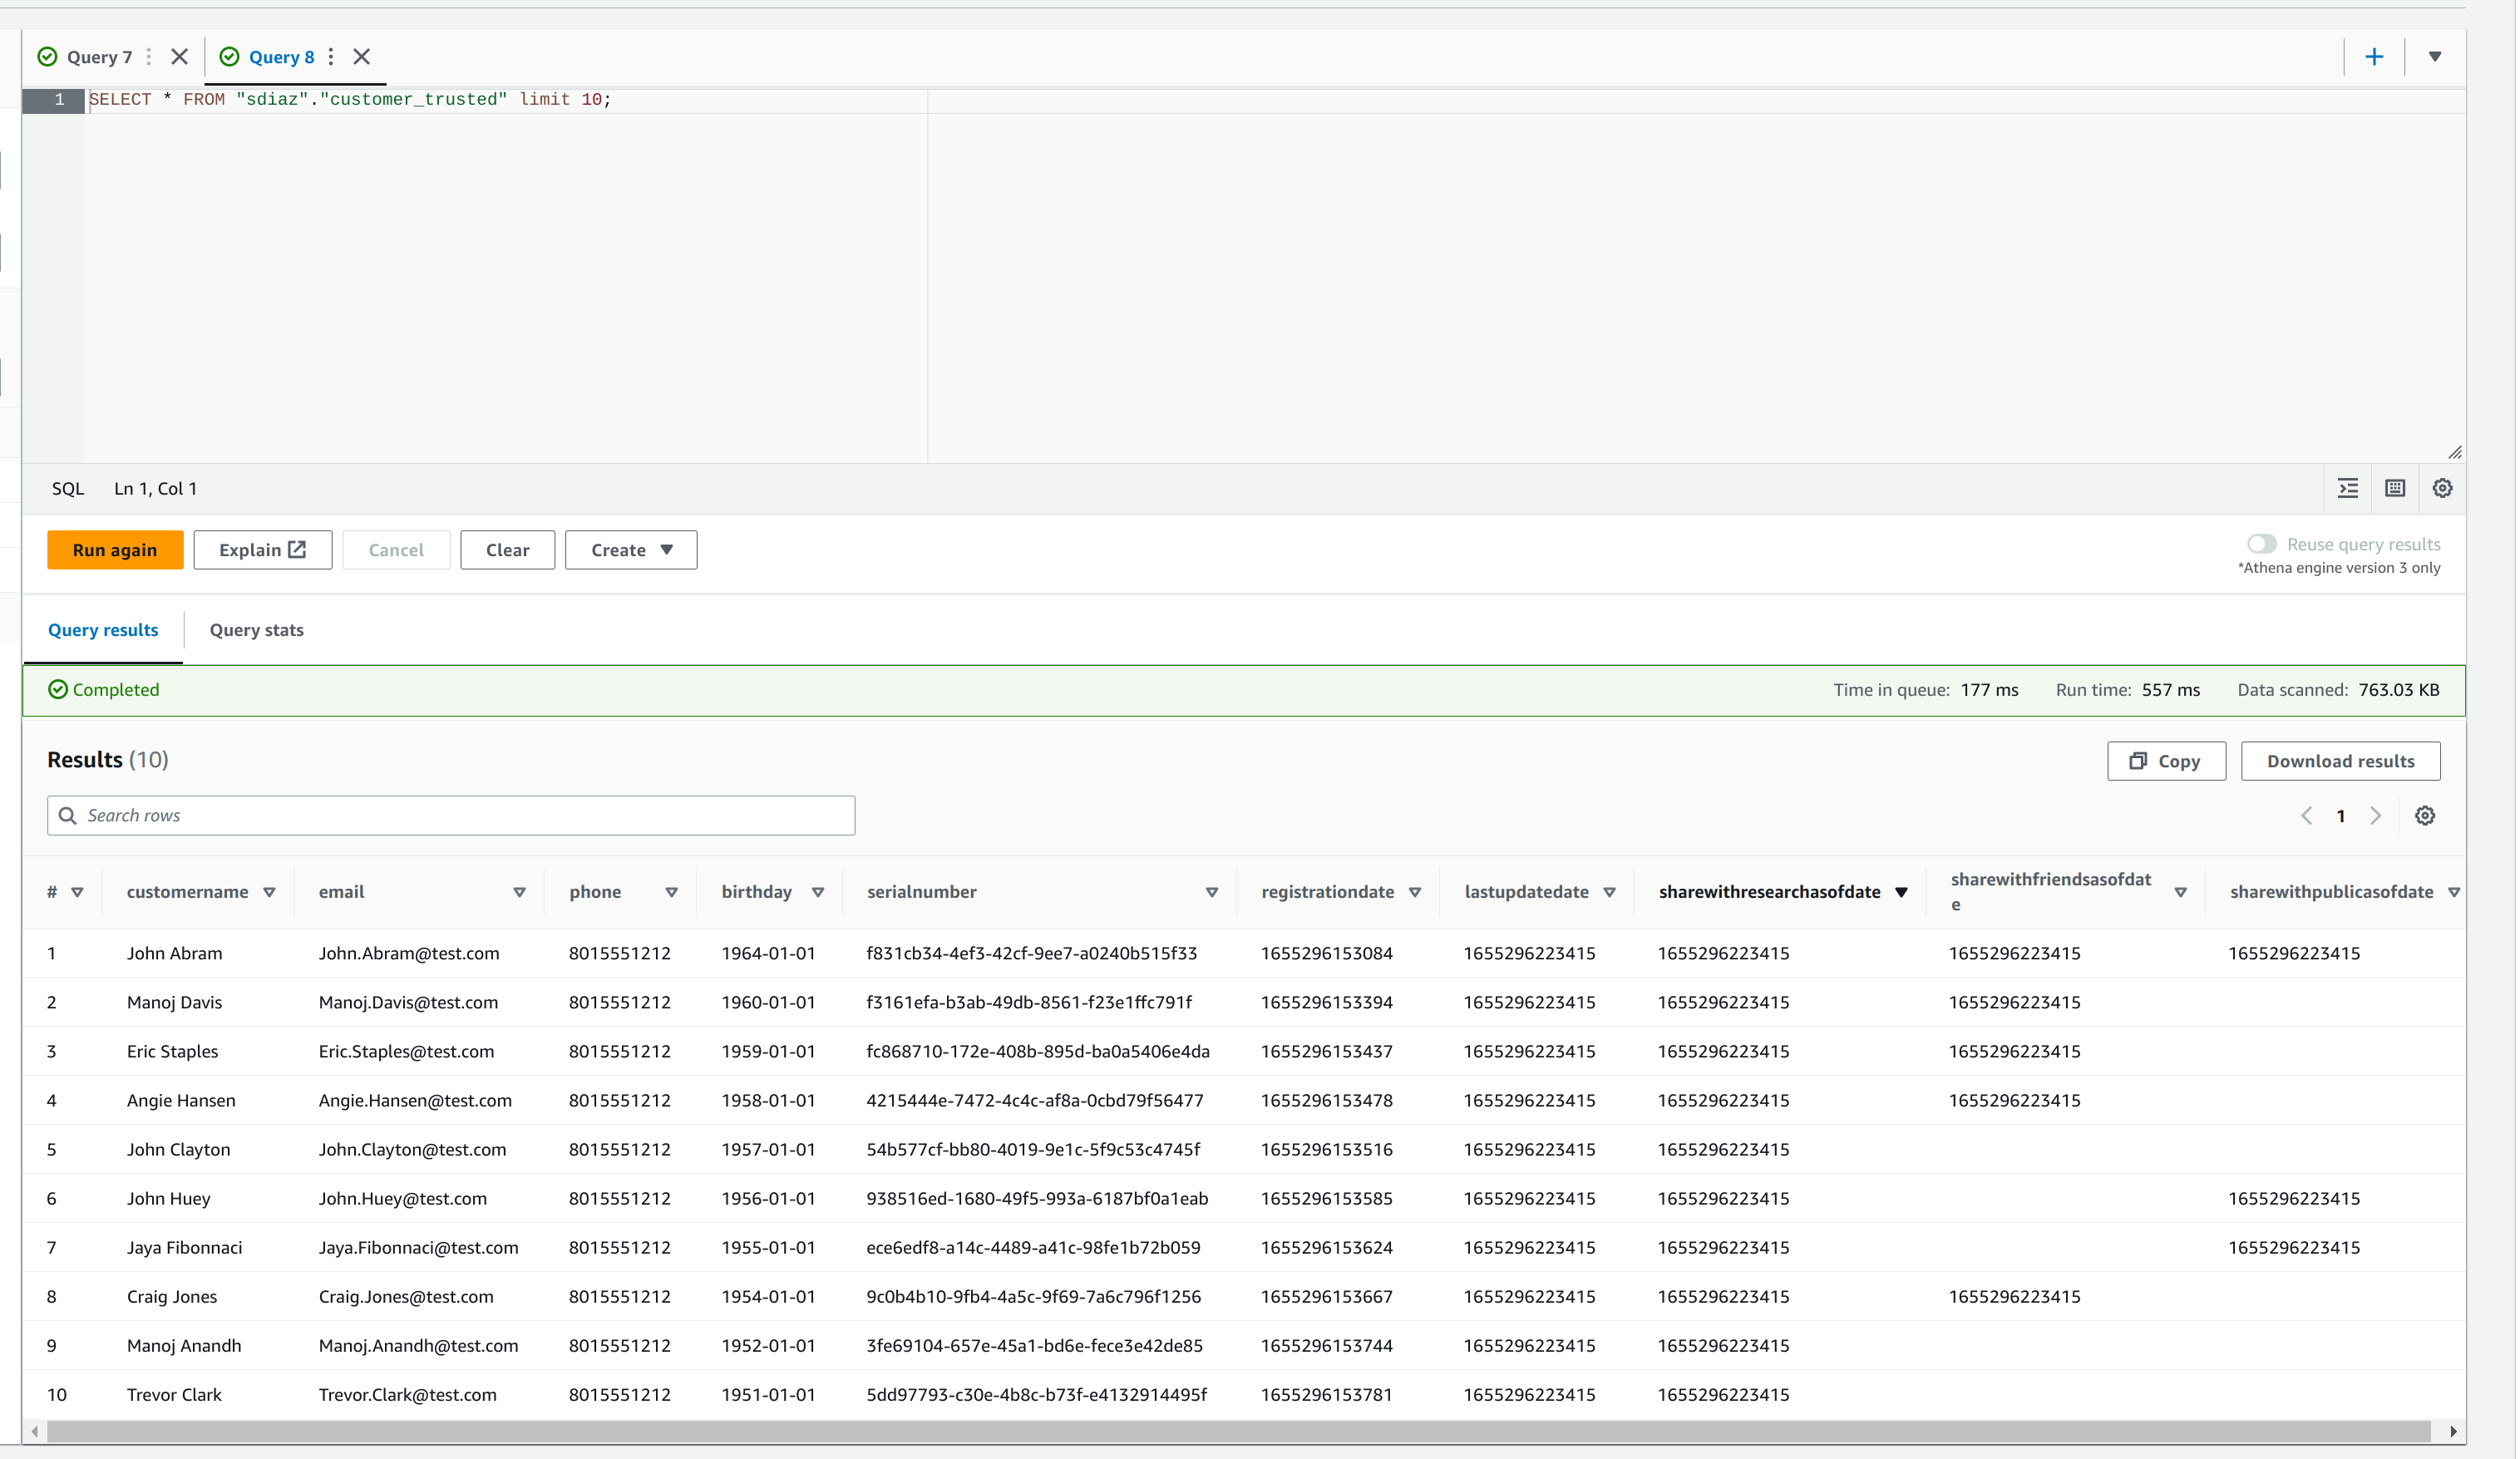 Query 7
Query 8
1 SELECT * FROM "sdiaz"."customer_trusted" limit 10;
SQL Ln 1, Col 1
Run again Explain Cancel Clear Create
Reuse query results
*Athena engine version 3 only
Query results Query stats
Completed Time in queue: 177 ms Run time: 557 ms Data scanned: 763.03 KB
Results (10) Copy Download results
Search rows 1
# customername email phone birthday serialnumber registrationdate lastupdatedate sharewithresearchasofdate sharewithfriendsasofdat
e sharewithpublicasofdate
1 John Abram John.Abram@test.com 8015551212 1964-01-01 f831cb34-4ef3-42cf-9ee7-a0240b515f33 1655296153084 1655296223415 1655296223415 1655296223415 1655296223415
2 Manoj Davis Manoj.Davis@test.com 8015551212 1960-01-01 f3161efa-b3ab-49db-8561-f23e1ffc791f 1655296153394 1655296223415 1655296223415 1655296223415
3 Eric Staples Eric.Staples@test.com 8015551212 1959-01-01 fc868710-172e-408b-895d-ba0a5406e4da 1655296153437 1655296223415 1655296223415 1655296223415
4 Angie Hansen Angie.Hansen@test.com 8015551212 1958-01-01 4215444e-7472-4c4c-af8a-0cbd79f56477 1655296153478 1655296223415 1655296223415 1655296223415
5 John Clayton John.Clayton@test.com 8015551212 1957-01-01 54b577cf-bb80-4019-9e1c-5f9c53c4745f 1655296153516 1655296223415 1655296223415
6 John Huey John.Huey@test.com 8015551212 1956-01-01 938516ed-1680-49f5-993a-6187bf0a1eab 1655296153585 1655296223415 1655296223415 1655296223415
7 Jaya Fibonnaci Jaya.Fibonnaci@test.com 8015551212 1955-01-01 ece6edf8-a14c-4489-a41c-98fe1b72b059 1655296153624 1655296223415 1655296223415 1655296223415
8 Craig Jones Craig.Jones@test.com 8015551212 1954-01-01 9c0b4b10-9fb4-4a5c-9f69-7a6c796f1256 1655296153667 1655296223415 1655296223415 1655296223415
9 Manoj Anandh Manoj.Anandh@test.com 8015551212 1952-01-01 3fe69104-657e-45a1-bd6e-fece3e42de85 1655296153744 1655296223415 1655296223415
10 Trevor Clark Trevor.Clark@test.com 8015551212 1951-01-01 5dd97793-c30e-4b8c-b73f-e4132914495f 1655296153781 1655296223415 1655296223415